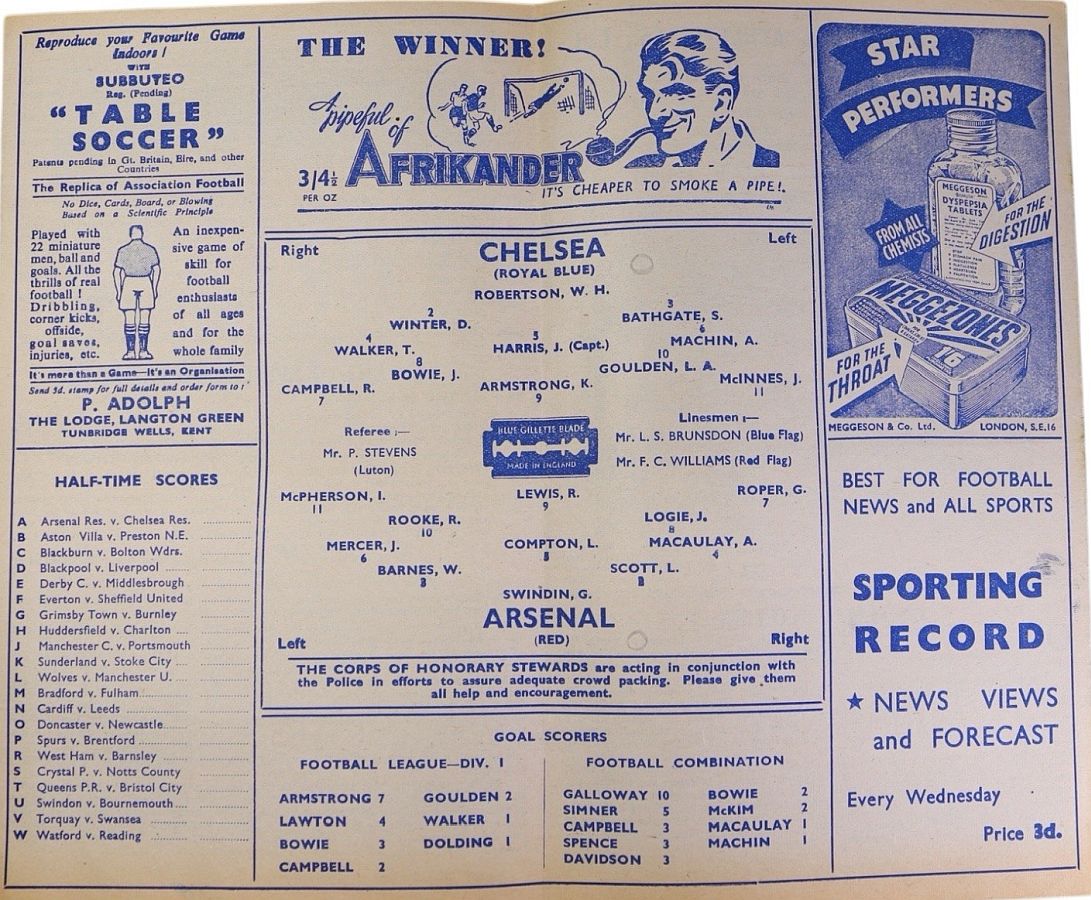 Reproduce your Favourite Game
Indoors !
WITH
SUBBUTEO
Reg. (Pending)
"TABLE
SOCCER"
Patents pending in Gt. Britain, Eire, and other
Countries
The Replica of Association Football
No Dice, Cards, Board, or Blowing
Based on a Scientific Principle
Played with
22 miniature
men, ball and
goals. All the
thrills of real
football !
Dribbling,
corner kicks,
offside,
goal saves,
injuries, etc.
An inexpen-
sive game of
skill for
football
enthusiasts
of all ages
and for the
whole family
It's more than a Game—It's an Organisation
Send 3d. stamp for full details and order form to :
P. ADOLPH
THE LODGE, LANGTON GREEN
TUNBRIDGE WELLS, KENT
HALF-TIME SCORES
A Arsenal Res. v. Chelsea Res.
B Aston Villa v. Preston N.E.
C Blackburn v. Bolton Wdrs.
D Blackpool v. Liverpool
E Derby C. v. Middlesbrough
F Everton v. Sheffield United
G Grimsby Town v. Burnley
H Huddersfield v. Charlton
J Manchester C. v. Portsmouth
K Sunderland v. Stoke City
L Wolves v. Manchester U.
M Bradford v. Fulham
N Cardiff v. Leeds
O Doncaster v. Newcastle
P Spurs v. Brentford
R West Ham v. Barnsley
S Crystal P. v. Notts County
T Queens P.R. v. Bristol City
U Swindon v. Bournemouth
V Torquay v. Swansea
W Watford v. Reading
THE WINNER!
pipeful of
AFRIKANDER
3/4½
PER OZ
IT'S CHEAPER TO SMOKE A PIPE!
Right
Left
CHELSEA
(ROYAL BLUE)
ROBERTSON, W. H.
2
WINTER, D.
3
BATHGATE, S.
4
WALKER, T.
5
HARRIS, J. (Capt.)
6
MACHIN, A.
8
BOWIE, J.
10
GOULDEN, L. A.
CAMPBELL, R.
7
ARMSTRONG, K.
9
McINNES, J.
11
Referee :—
Mr. P. STEVENS
(Luton)
BLUE GILLETTE BLADE
MADE IN ENGLAND
Linesmen :—
Mr. L. S. BRUNSDON (Blue Flag)
Mr. F. C. WILLIAMS (Red Flag)
McPHERSON, I.
11
LEWIS, R.
9
ROPER, G.
7
ROOKE, R.
10
LOGIE, J.
8
MERCER, J.
6
COMPTON, L.
5
MACAULAY, A.
4
BARNES, W.
3
SCOTT, L.
SWINDIN, G.
ARSENAL
(RED)
Left
Right
THE CORPS OF HONORARY STEWARDS are acting in conjunction with
the Police in efforts to assure adequate crowd packing. Please give them
all help and encouragement.
GOAL SCORERS
FOOTBALL LEAGUE—DIV. 1
ARMSTRONG 7
LAWTON 4
BOWIE 3
CAMPBELL 2
GOULDEN 2
WALKER 1
DOLDING 1
FOOTBALL COMBINATION
GALLOWAY 10
SIMNER 5
CAMPBELL 3
SPENCE 3
DAVIDSON 3
BOWIE 2
McKIM 2
MACAULAY 1
MACHIN 1
STAR
PERFORMERS
MEGGESON
DYSPEPSIA
TABLETS
FOR THE
DIGESTION
FROM ALL
CHEMISTS
MEGGEZONES
FOR THE
THROAT
1/6
MEGGESON & Co. Ltd. LONDON, S.E.16
BEST FOR FOOTBALL
NEWS and ALL SPORTS
SPORTING
RECORD
★ NEWS VIEWS
and FORECAST
Every Wednesday
Price 3d.